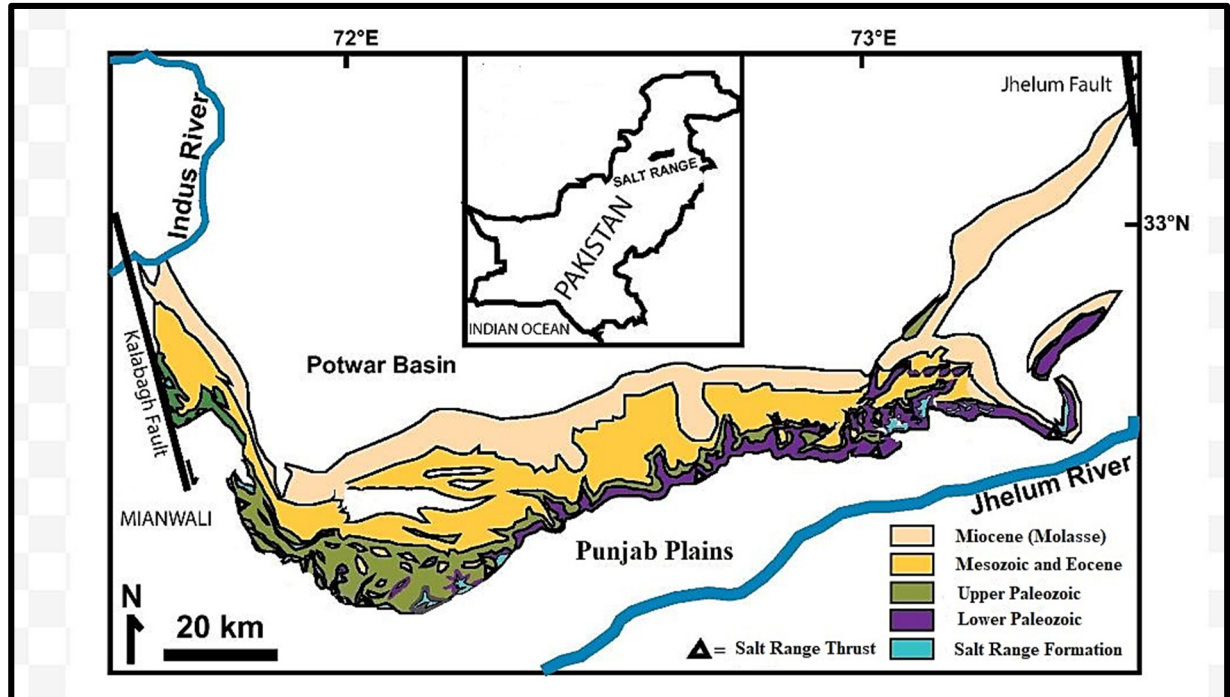 72°E
73°E
Jhelum Fault
Indus River
SALT RANGE
33°N
PAKISTAN
INDIAN OCEAN
Kalabagh Fault
Potwar Basin
Jhelum River
MIANWALI
Punjab Plains
Miocene (Molasse)
Mesozoic and Eocene
Upper Paleozoic
Lower Paleozoic
N
20 km
= Salt Range Thrust
Salt Range Formation